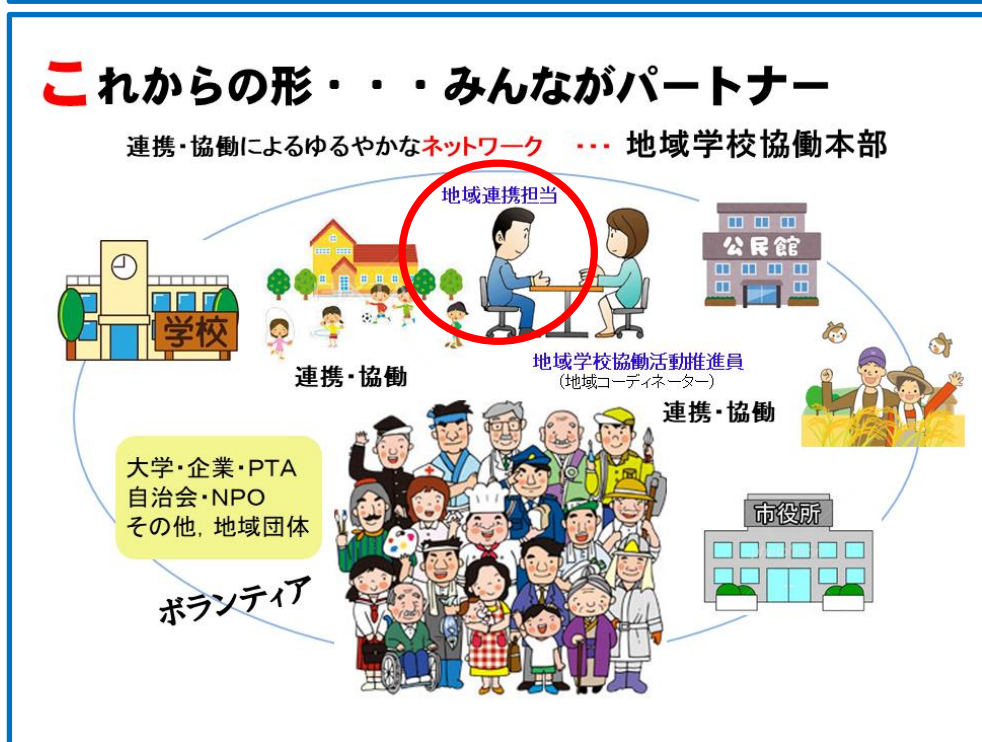 これからの形・・・みんながパートナー
連携・協働によるゆるやかなネットワーク ･･･ 地域学校協働本部
地域連携担当
公民館
学校
連携・協働
地域学校協働活動推進員
（地域コーディネーター）
連携・協働
大学・企業・PTA
自治会・NPO
その他，地域団体
市役所
ボランティア